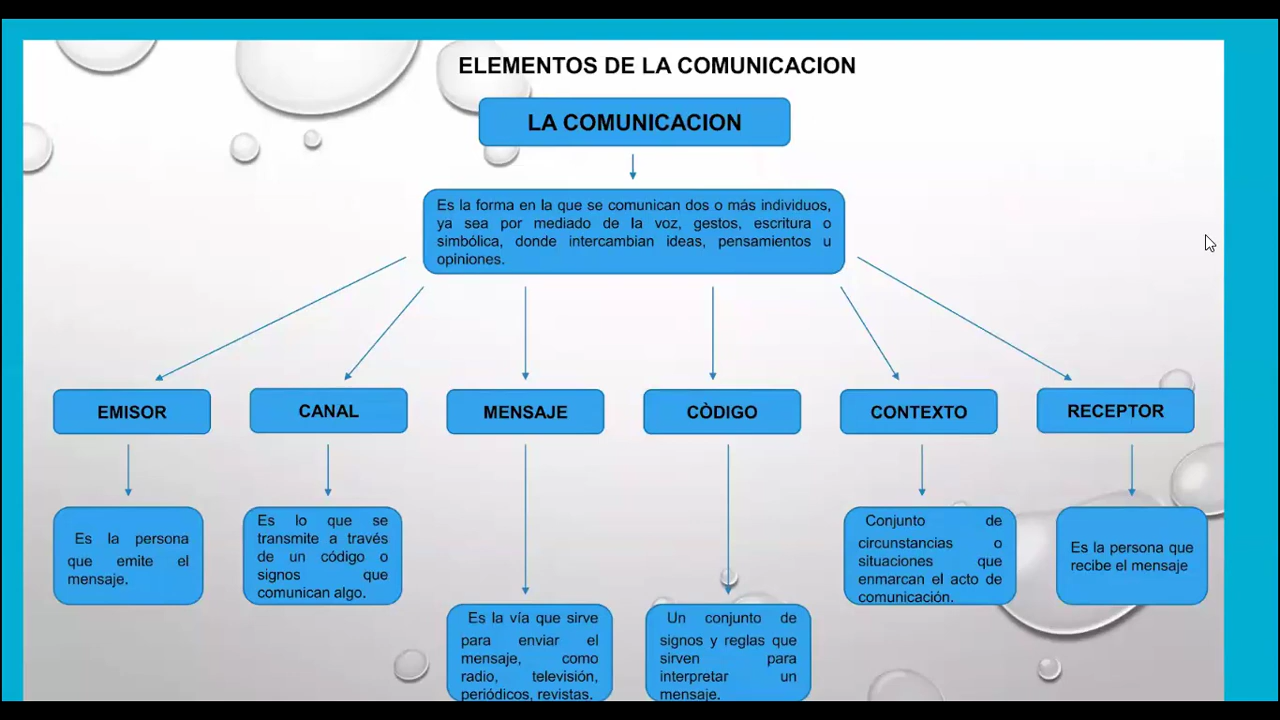 ELEMENTOS DE LA COMUNICACION
LA COMUNICACION
Es la forma en la que se comunican dos o más individuos,
ya sea por mediado de la voz, gestos, escritura o
simbólica, donde intercambian ideas, pensamientos u
opiniones.
EMISOR
CANAL
MENSAJE
CÒDIGO
CONTEXTO
RECEPTOR
Es la persona
que emite el
mensaje.
Es lo que se
transmite a través
de un código o
signos que
comunican algo.
Es la vía que sirve
para enviar el
mensaje, como
radio, televisión,
periódicos, revistas.
Un conjunto de
signos y reglas que
sirven para
interpretar un
mensaje.
Conjunto de
circunstancias o
situaciones que
enmarcan el acto de
comunicación.
Es la persona que
recibe el mensaje